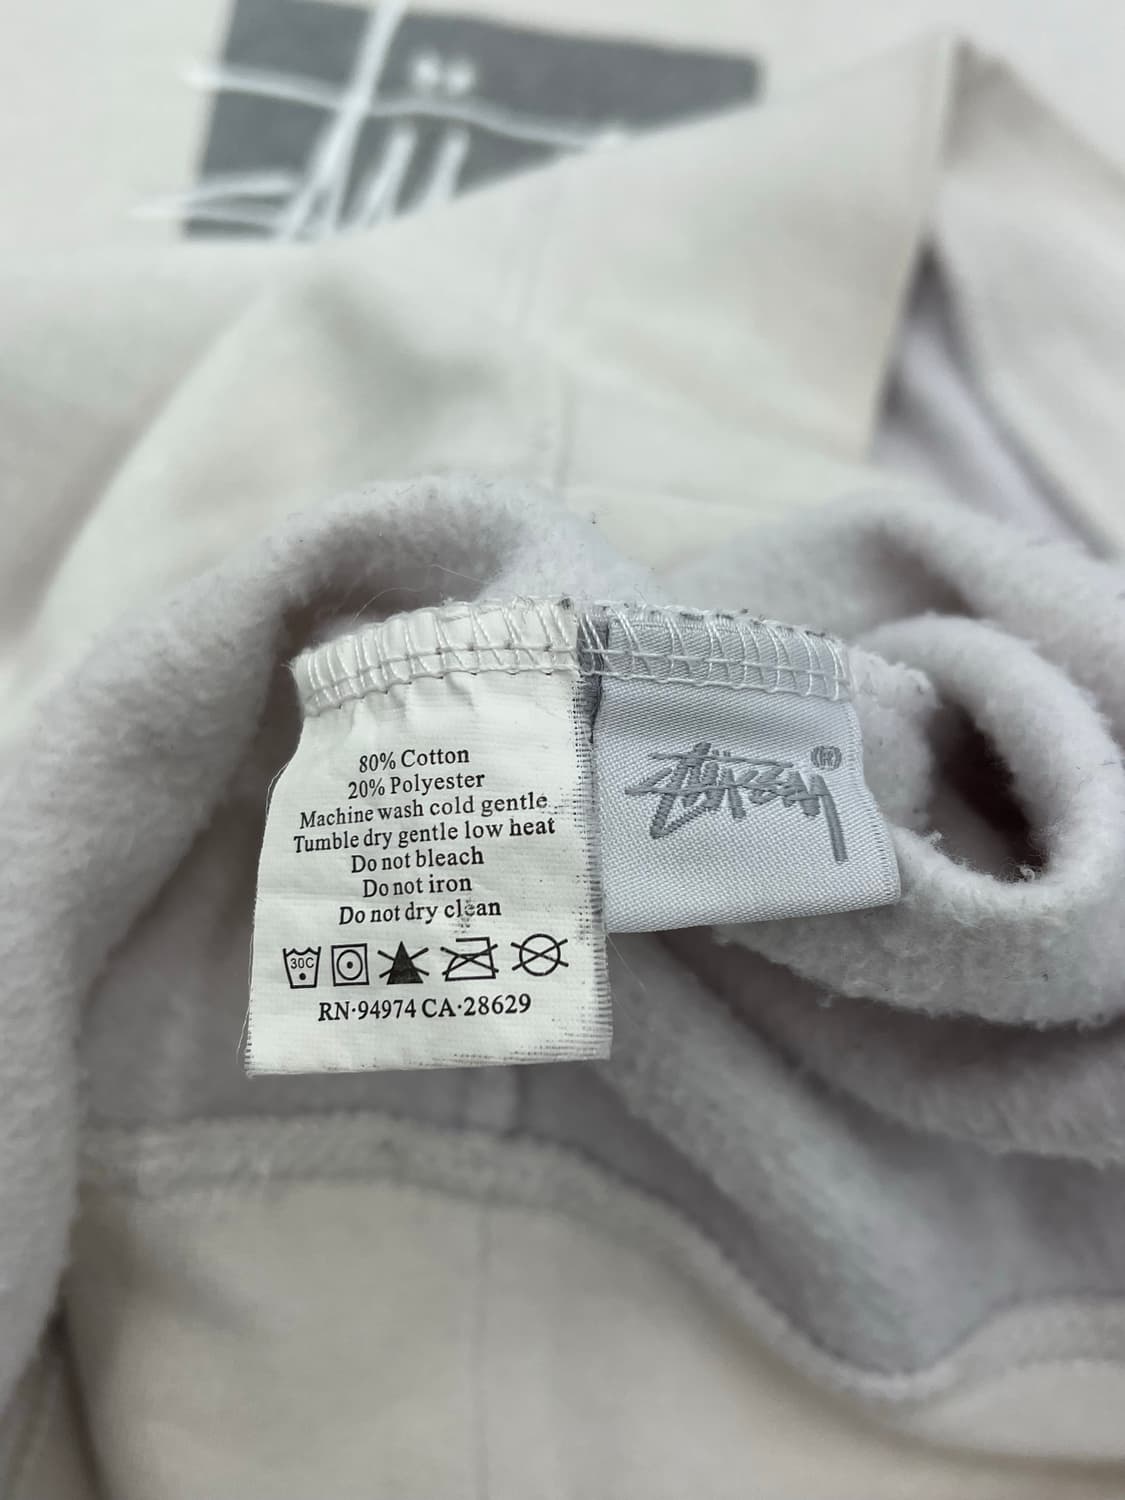 80% Cotton
20% Polyester
Machine wash cold gentle
Tumble dry gentle low heat
Do not bleach
Do not iron
Do not dry clean
30C
RN·94974 CA·28629
Stüssy®